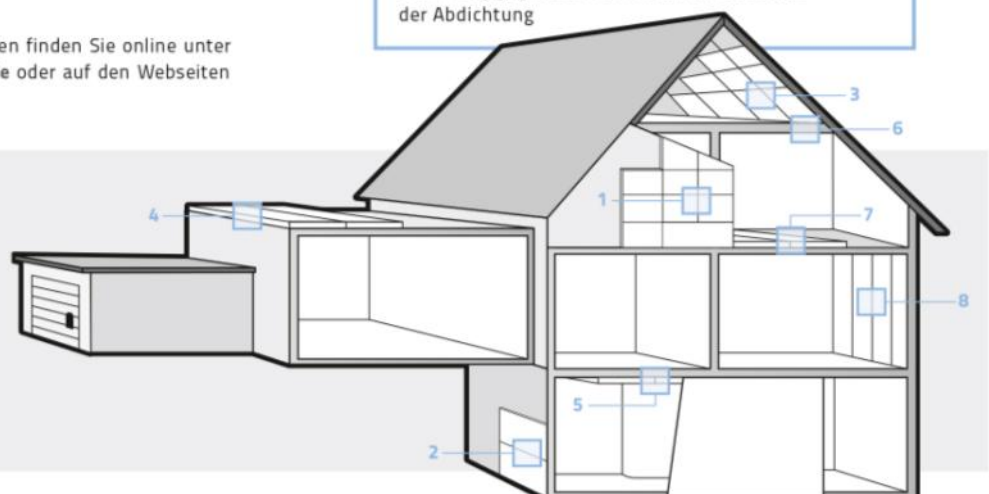 der Abdichtung
en finden Sie online unter
e oder auf den Webseiten
3
6
1
4
7
8
5
2